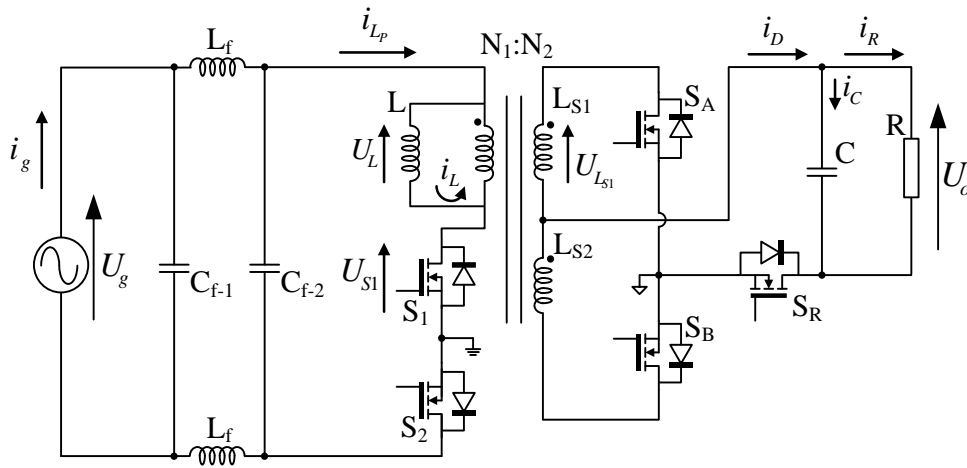 i_g
U_g
L_f
C_{f-1}
C_{f-2}
L_f
i_{L_P}
N_1:N_2
L
U_L
i_L
U_{S1}
S_1
S_2
L_{S1}
U_{L_{S1}}
L_{S2}
S_A
S_B
S_R
i_D
i_R
i_C
C
R
U_o